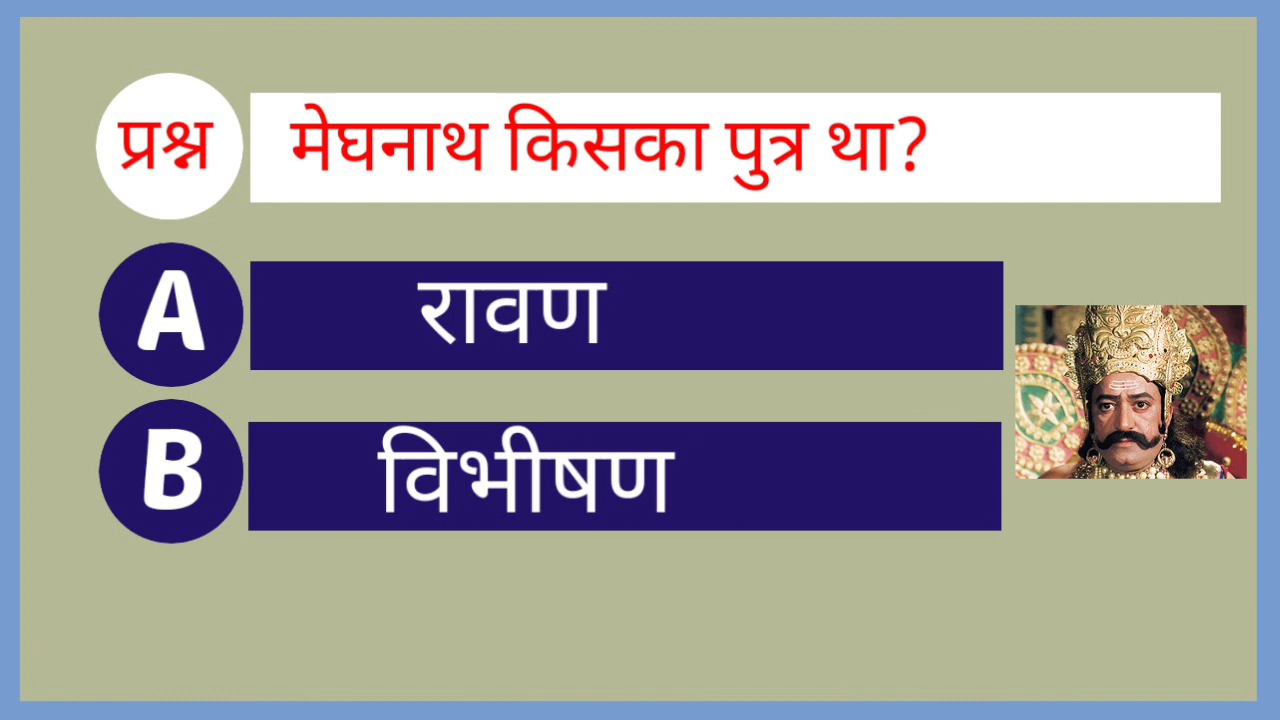 प्रश्न मेघनाथ किसका पुत्र था?
A रावण
B विभीषण